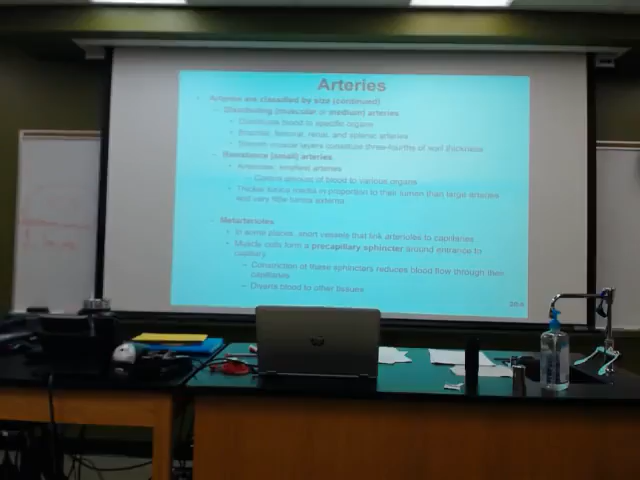 Arteries
Arteries are classified by size (continued)
Distributing (muscular or medium) arteries
Distribute blood to specific organs
Brachial, femoral, renal, and splenic arteries
Smooth muscle layers constitute three-fourths of wall thickness
Resistance (small) arteries
Arterioles: smallest arteries
Control amount of blood to various organs
Thicker tunica media in proportion to their lumen than large arteries
and very little tunica externa
Metarterioles
In some places, short vessels that link arterioles to capillaries
Muscle cells form a precapillary sphincter around entrance to
capillary
Constriction of these sphincters reduces blood flow through their
capillaries
Diverts blood to other tissues
hp